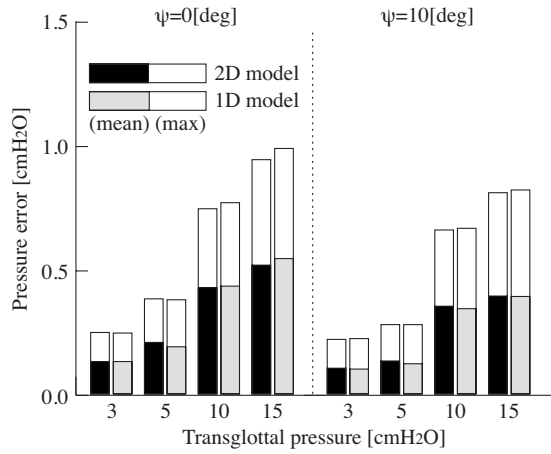 ψ=0[deg]
ψ=10[deg]
1.5
1.0
0.5
0.0
Pressure error [cmH2O]
2D model
1D model
(mean) (max)
3 5 10 15 3 5 10 15
Transglottal pressure [cmH2O]